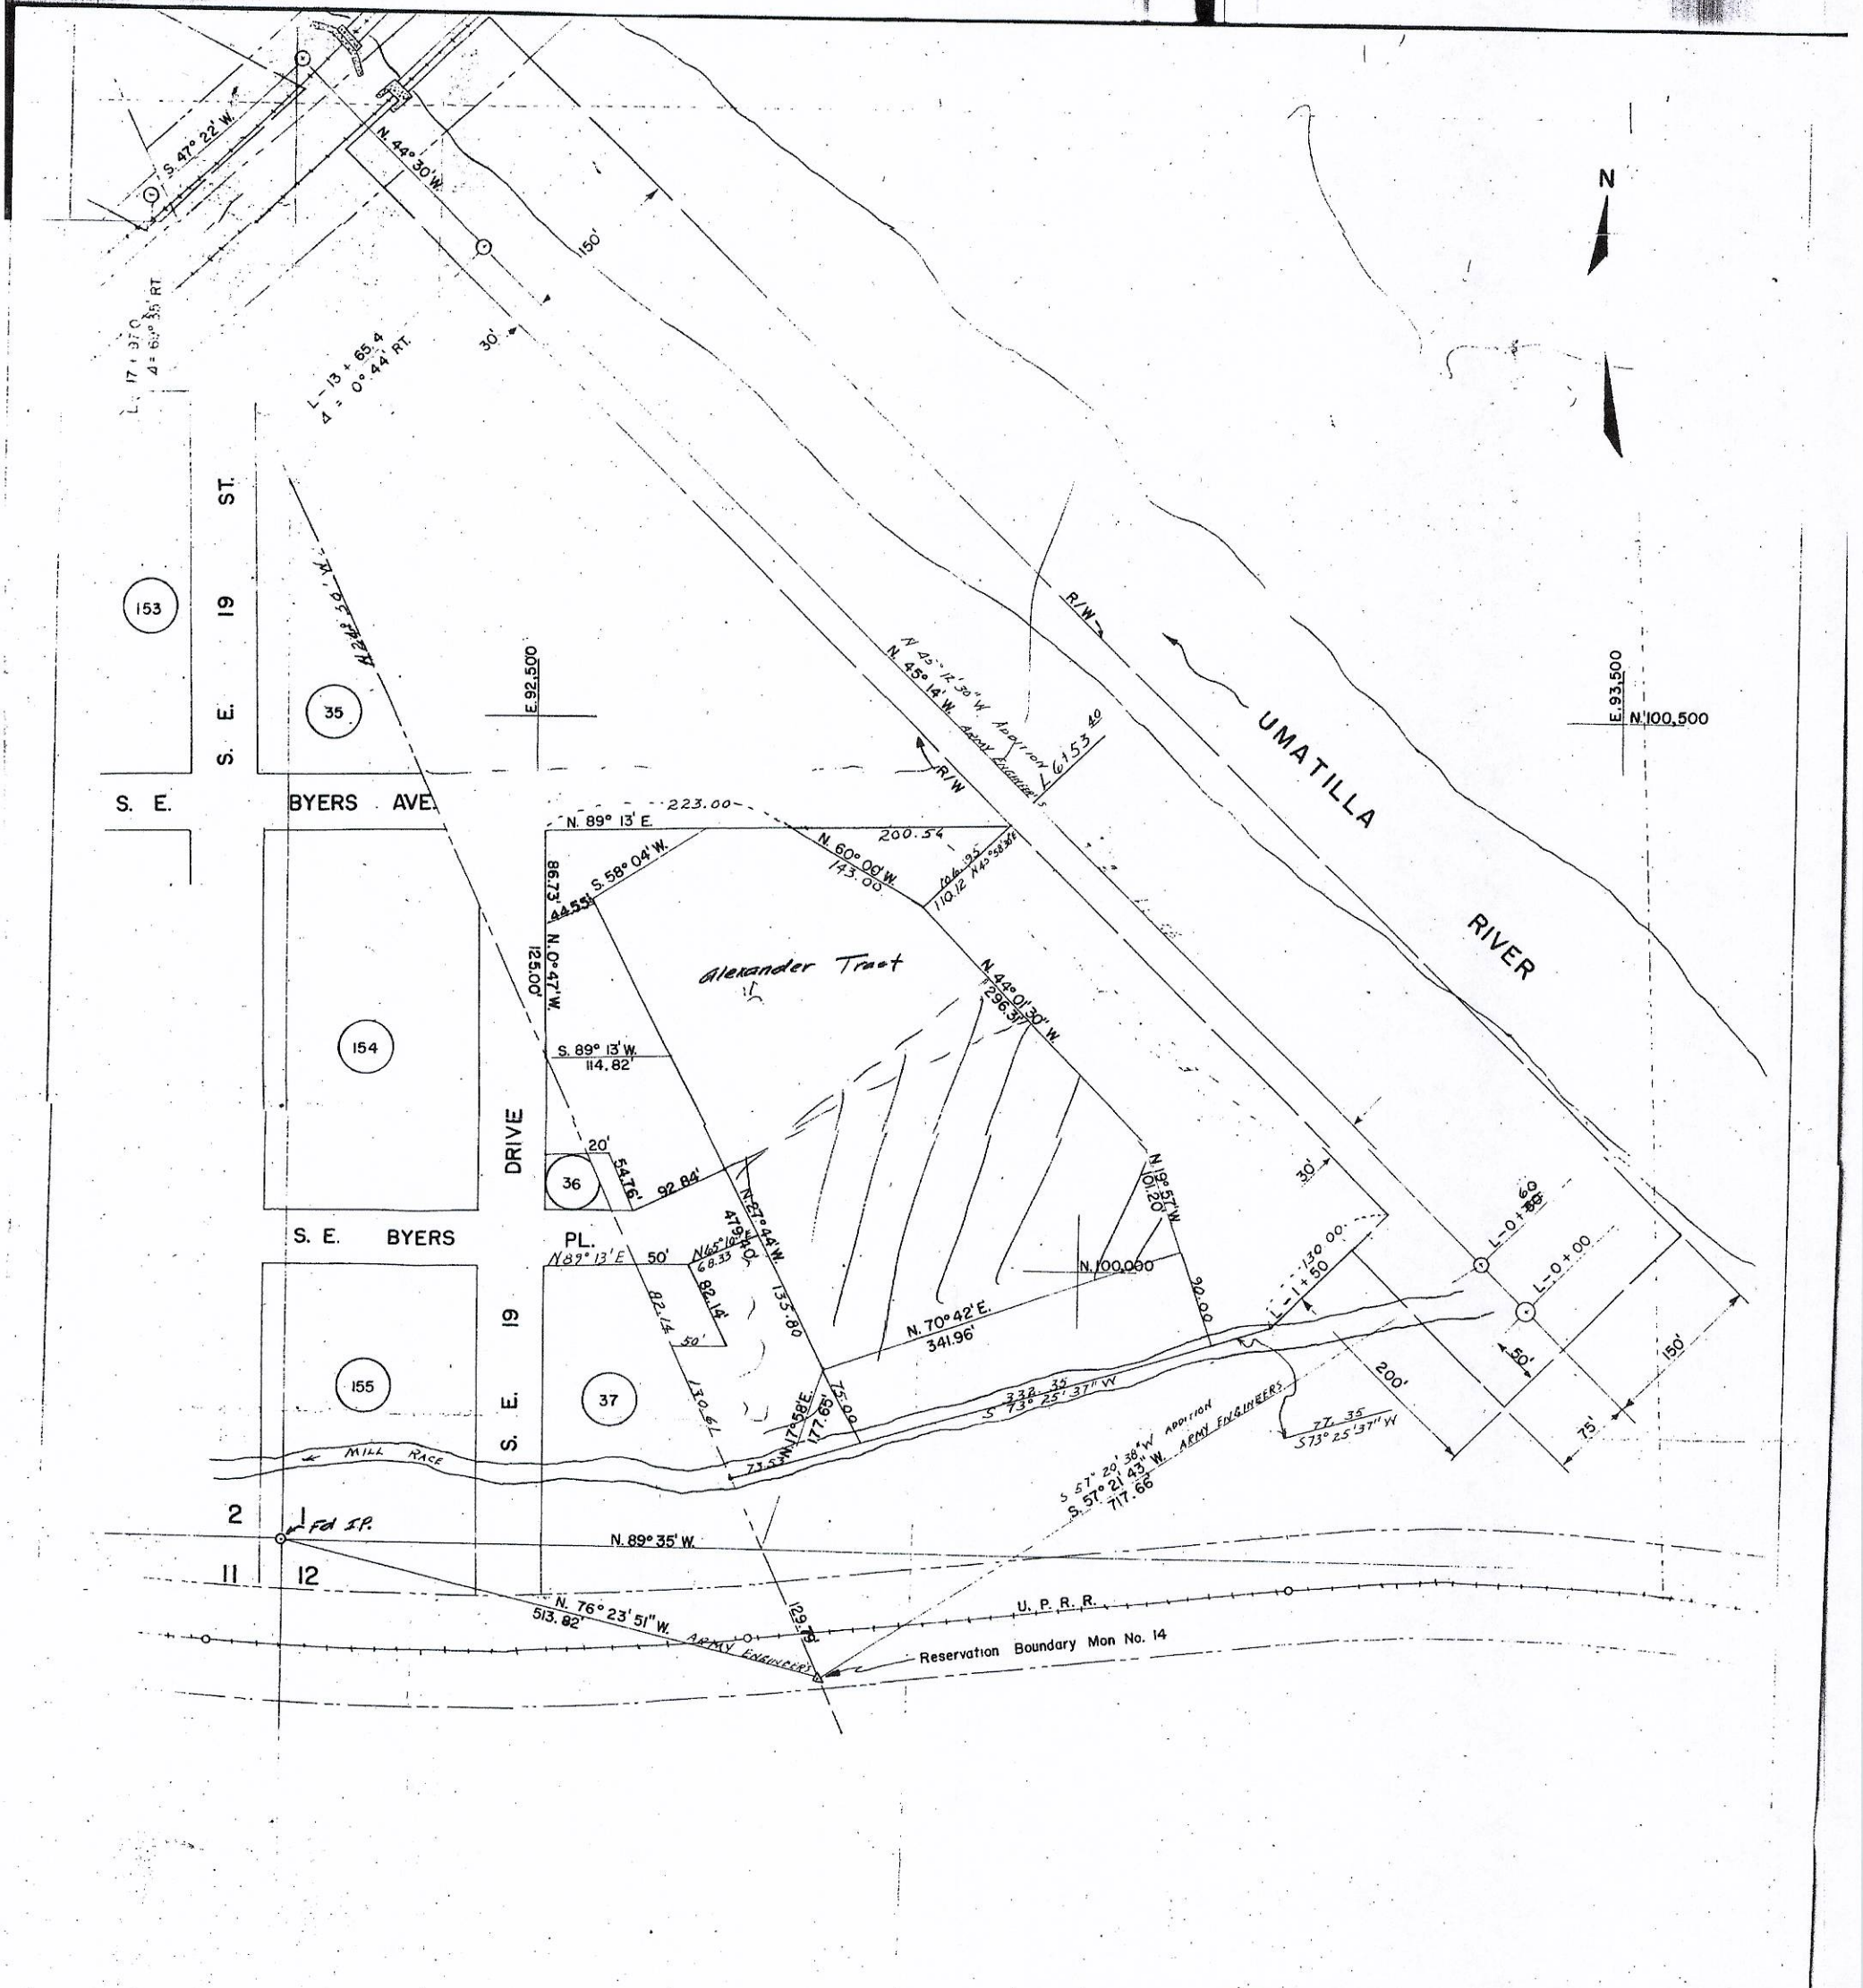 N
S. 47° 22' W.
N. 44° 30' W.
150'
30'
L-13 + 65.4
Δ = 0° 44' RT.
S. E. 19 ST.
153
35
E. 92,500
E. 93,500
N. 100,500
R/W
N 45° 12' 30" W ADDITION
N. 45° 14' W. ARMY ENGINEERS
R/W
UMATILLA RIVER
S. E. BYERS AVE.
223.00
N. 89° 13' E.
200.54
N. 60° 00' W.
143.00
110.12
S. 58° 04' W.
86.73'
44.55'
N. 0° 47' W.
125.00'
Alexander Tract
N. 44° 01' 30" W.
296.31'
154
S. 89° 13' W.
114.82'
S. E. 19 DRIVE
20'
36
54.76'
92.84'
N. 27° 44' W.
479.40'
N. 19° 57' W
101.20'
30'
S. E. BYERS PL.
N 89° 13' E 50'
68.33
82.14'
82.14
50'
135.80
N. 100,000
90.00
130.00
L-1 + 50
L-0 + 00
N. 70° 42' E.
341.96'
155
37
130.61
N. 17° 58' E.
177.65'
75.00
332.35
S 73° 25' 37" W
200'
50'
150'
75'
77.35
S 73° 25' 37" W
MILL RACE
S 57° 20' 38" W ADDITION
S. 57° 21' 43" W. ARMY ENGINEERS
717.66'
2 1
Fd I.P.
11 12
N. 89° 35' W.
N. 76° 23' 51" W. ARMY ENGINEERS
513.82'
129.79'
U. P. R. R.
Reservation Boundary Mon No. 14